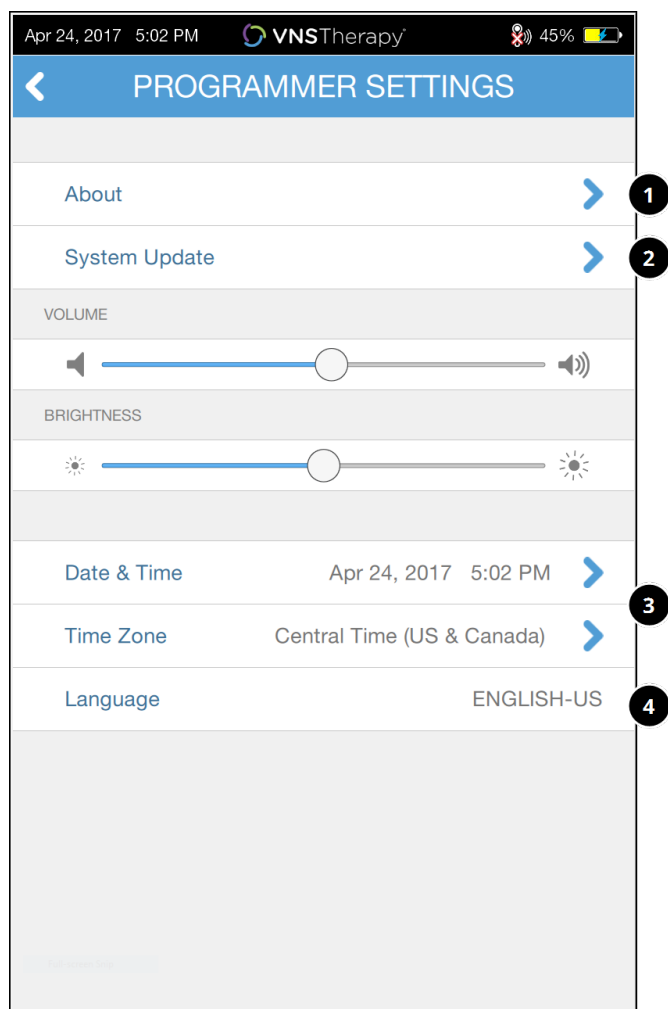 Apr 24, 2017 5:02 PM VNSTherapy 45%
PROGRAMMER SETTINGS
About 1
System Update 2
VOLUME
BRIGHTNESS
Date & Time Apr 24, 2017 5:02 PM
3
Time Zone Central Time (US & Canada)
Language ENGLISH-US 4